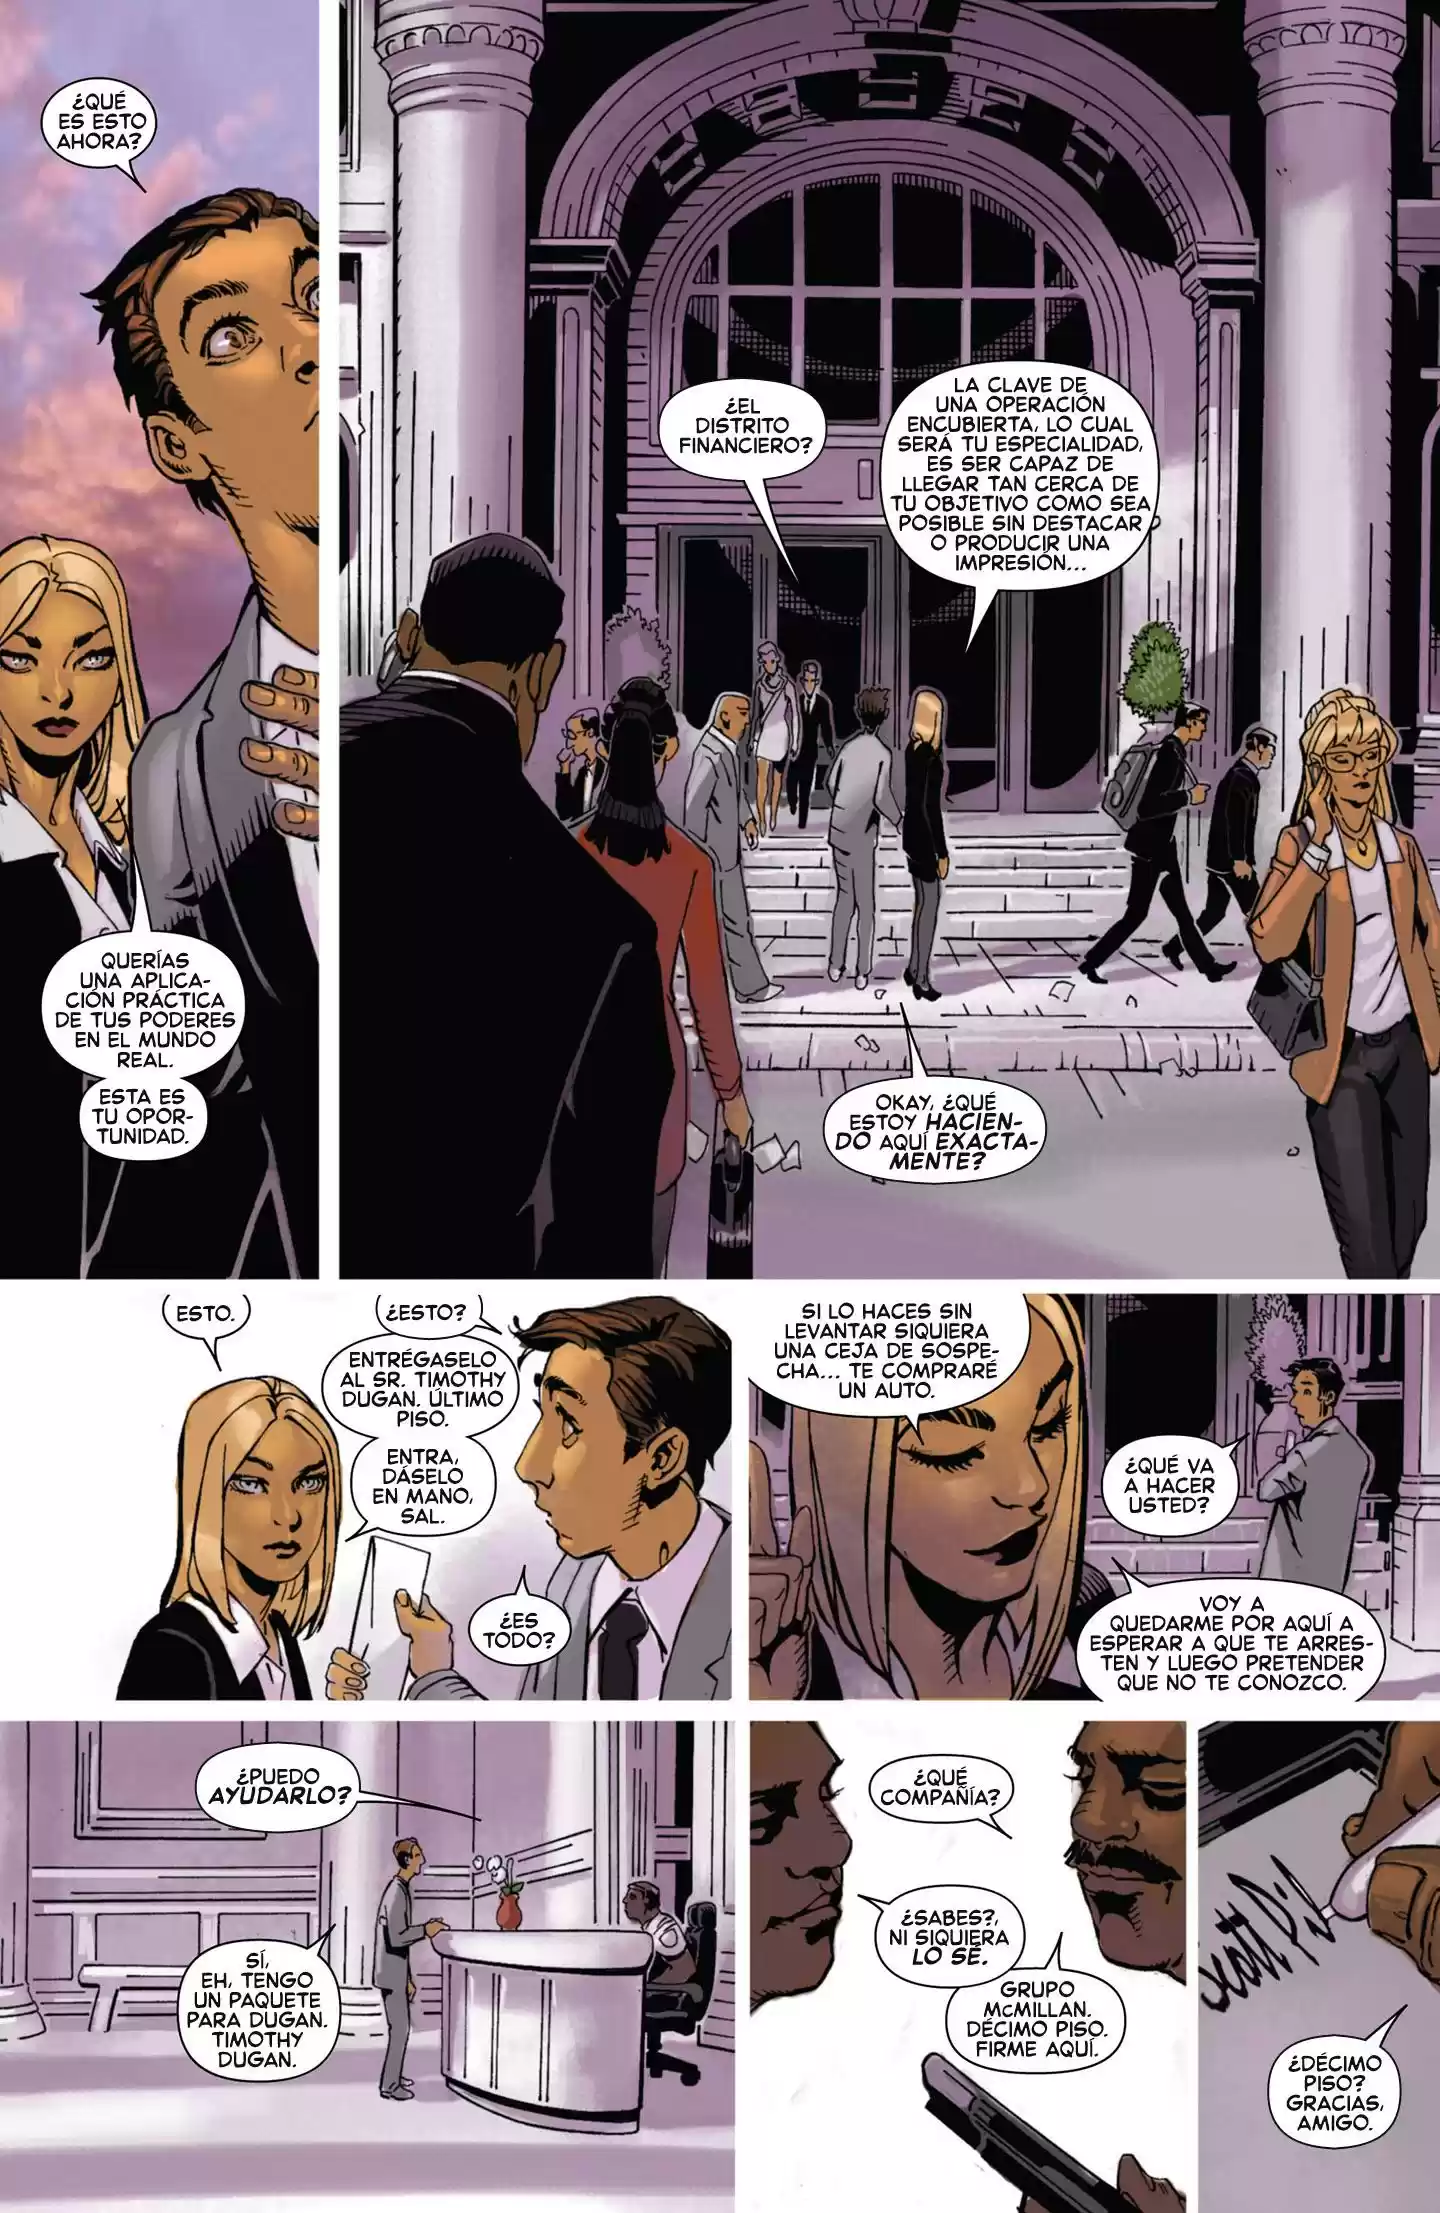 ¿QUÉ
ES ESTO
AHORA?
QUERÍAS
UNA APLICA-
CIÓN PRÁCTICA
DE TUS PODERES
EN EL MUNDO
REAL.
ESTA ES
TU OPOR-
TUNIDAD.
¿EL
DISTRITO
FINANCIERO?
LA CLAVE DE
UNA OPERACIÓN
ENCUBIERTA, LO CUAL
SERÁ TU ESPECIALIDAD,
ES SER CAPAZ DE
LLEGAR TAN CERCA DE
TU OBJETIVO COMO SEA
POSIBLE SIN DESTACAR
O PRODUCIR UNA
IMPRESIÓN...
OKAY, ¿QUÉ
ESTOY HACIEN-
DO AQUÍ EXACTA-
MENTE?
ESTO.
¿ESTO?
ENTRÉGASELO
AL SR. TIMOTHY
DUGAN. ÚLTIMO
PISO.
ENTRA,
DÁSELO
EN MANO,
SAL.
¿ES
TODO?
SI LO HACES SIN
LEVANTAR SIQUIERA
UNA CEJA DE SOSPE-
CHA... TE COMPRARÉ
UN AUTO.
¿QUÉ VA
A HACER
USTED?
VOY A
QUEDARME POR AQUÍ A
ESPERAR A QUE TE ARRES-
TEN Y LUEGO PRETENDER
QUE NO TE CONOZCO.
¿PUEDO
AYUDARLO?
SÍ,
EH, TENGO
UN PAQUETE
PARA DUGAN.
TIMOTHY
DUGAN.
¿QUÉ
COMPAÑÍA?
¿SABES?,
NI SIQUIERA
LO SÉ.
GRUPO
McMILLAN.
DÉCIMO PISO.
FIRME AQUÍ.
Scott
¿DÉCIMO
PISO?
GRACIAS,
AMIGO.